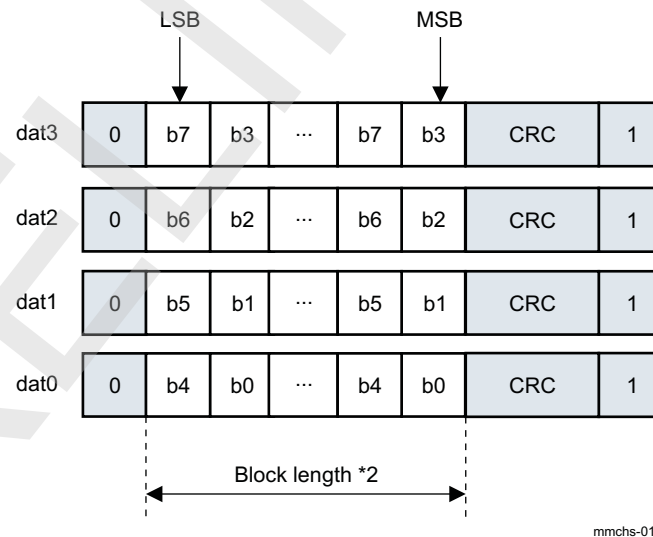 LSB MSB
dat3 0 b7 b3 ... b7 b3 CRC 1
dat2 0 b6 b2 ... b6 b2 CRC 1
dat1 0 b5 b1 ... b5 b1 CRC 1
dat0 0 b4 b0 ... b4 b0 CRC 1
Block length *2
mmchs-01